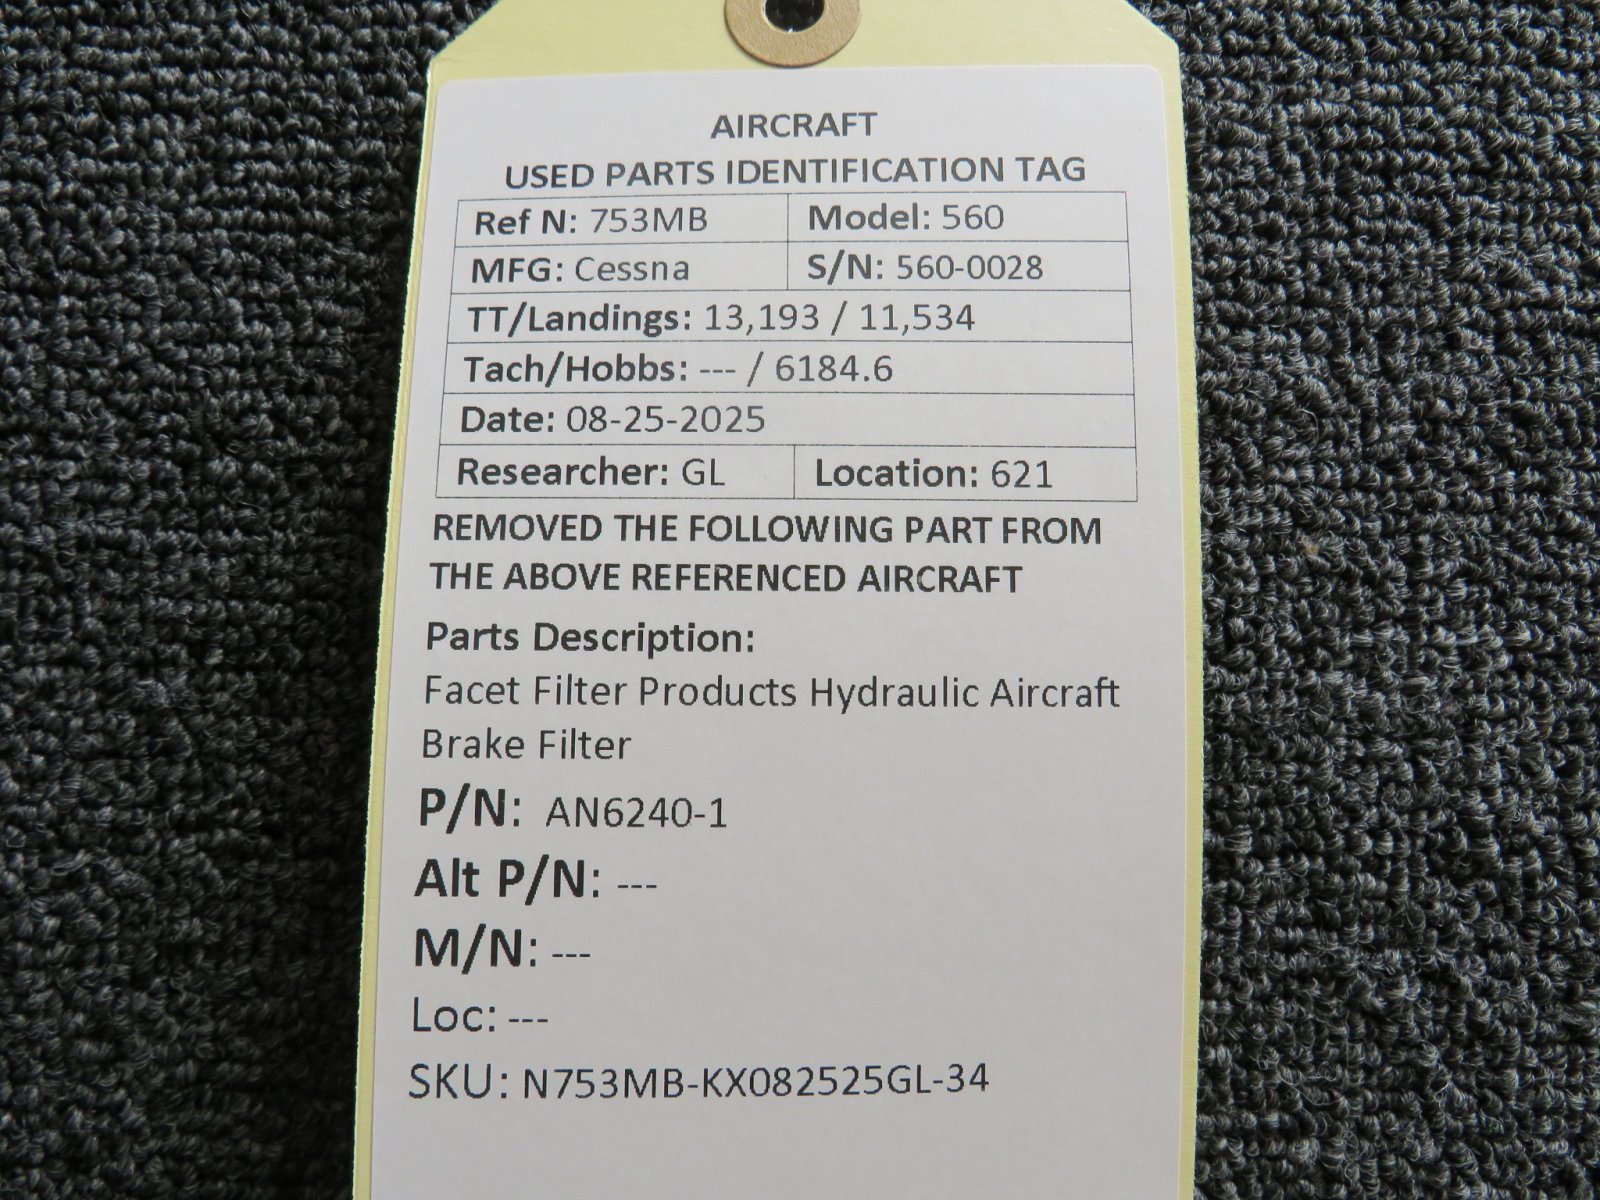 AIRCRAFT
USED PARTS IDENTIFICATION TAG
Ref N: 753MB Model: 560
MFG: Cessna S/N: 560-0028
TT/Landings: 13,193 / 11,534
Tach/Hobbs: --- / 6184.6
Date: 08-25-2025
Researcher: GL Location: 621
REMOVED THE FOLLOWING PART FROM
THE ABOVE REFERENCED AIRCRAFT
Parts Description:
Facet Filter Products Hydraulic Aircraft
Brake Filter
P/N: AN6240-1
Alt P/N: ---
M/N: ---
Loc: ---
SKU: N753MB-KX082525GL-34